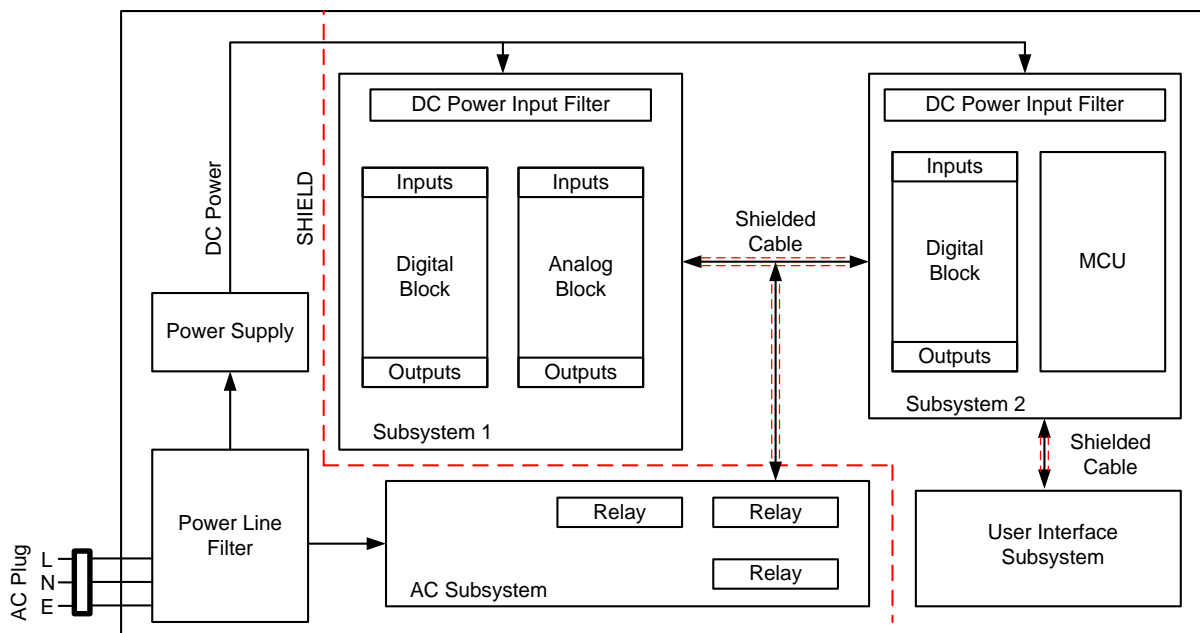 DC Power Input Filter
DC Power Input Filter
DC Power
SHIELD
Inputs
Inputs
Inputs
Shielded
Cable
Digital
Block
Analog
Block
Digital
Block
MCU
Power Supply
Outputs
Outputs
Outputs
Subsystem 1
Subsystem 2
Shielded
Cable
Power Line
Filter
Relay
Relay
Relay
User Interface
Subsystem
AC Subsystem
AC Plug
L
N
E